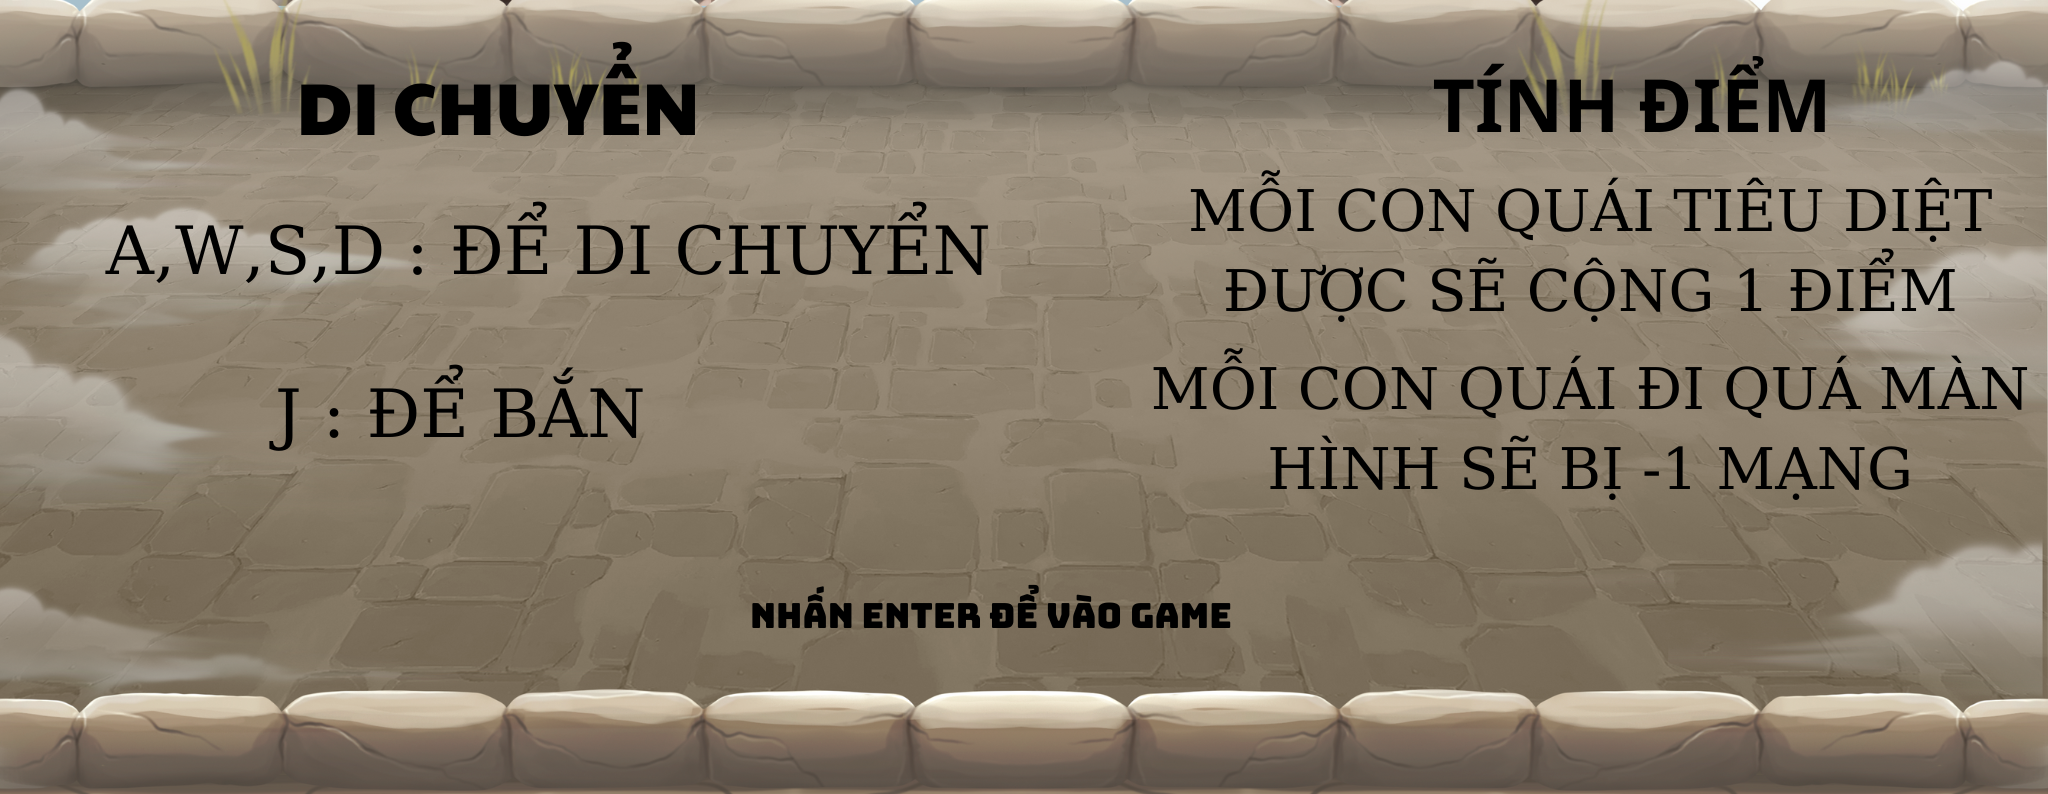 DI CHUYỂN
A,W,S,D : ĐỂ DI CHUYỂN
J : ĐỂ BẮN
TÍNH ĐIỂM
MỖI CON QUÁI TIÊU DIỆT
ĐƯỢC SẼ CỘNG 1 ĐIỂM
MỖI CON QUÁI ĐI QUÁ MÀN
HÌNH SẼ BỊ -1 MẠNG
NHẤN ENTER ĐỂ VÀO GAME